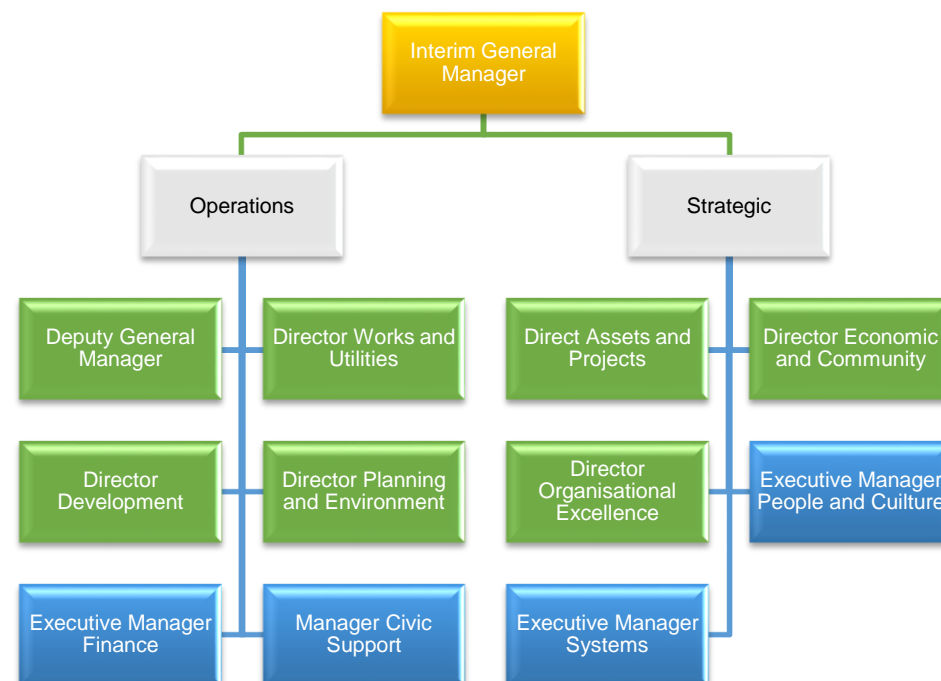 Interim General
Manager
Operations
Strategic
Deputy General
Manager
Director Works and
Utilities
Direct Assets and
Projects
Director Economic
and Community
Director
Development
Director Planning
and Environment
Director
Organisational
Excellence
Executive Manager
People and Cuilture
Executive Manager
Finance
Manager Civic
Support
Executive Manager
Systems